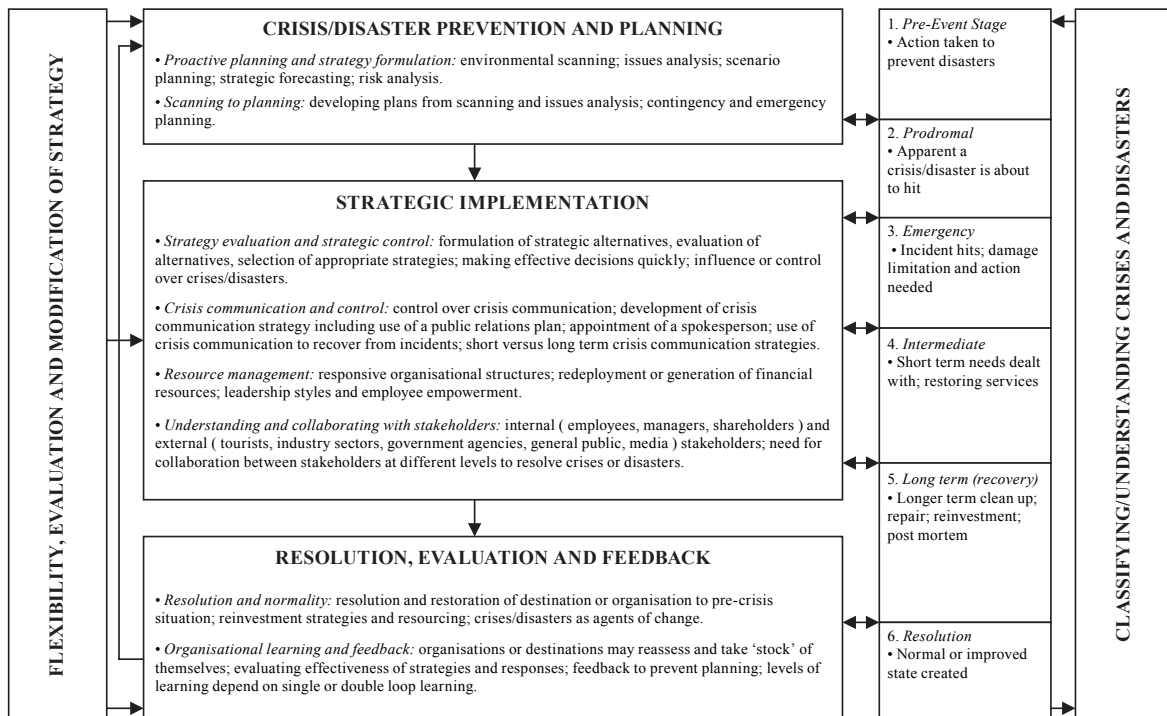 FLEXIBILITY, EVALUATION AND MODIFICATION OF STRATEGY
CRISIS/DISASTER PREVENTION AND PLANNING
• Proactive planning and strategy formulation: environmental scanning; issues analysis; scenario
planning; strategic forecasting; risk analysis.
• Scanning to planning: developing plans from scanning and issues analysis; contingency and emergency
planning.
STRATEGIC IMPLEMENTATION
• Strategy evaluation and strategic control: formulation of strategic alternatives, evaluation of
alternatives, selection of appropriate strategies; making effective decisions quickly; influence or control
over crises/disasters.
• Crisis communication and control: control over crisis communication; development of crisis
communication strategy including use of a public relations plan; appointment of a spokesperson; use of
crisis communication to recover from incidents; short versus long term crisis communication strategies.
• Resource management: responsive organisational structures; redeployment or generation of financial
resources; leadership styles and employee empowerment.
• Understanding and collaborating with stakeholders: internal ( employees, managers, shareholders ) and
external ( tourists, industry sectors, government agencies, general public, media ) stakeholders; need for
collaboration between stakeholders at different levels to resolve crises or disasters.
RESOLUTION, EVALUATION AND FEEDBACK
• Resolution and normality: resolution and restoration of destination or organisation to pre-crisis
situation; reinvestment strategies and resourcing; crises/disasters as agents of change.
• Organisational learning and feedback: organisations or destinations may reassess and take ‘stock’ of
themselves; evaluating effectiveness of strategies and responses; feedback to prevent planning; levels of
learning depend on single or double loop learning.
1. Pre-Event Stage
• Action taken to
prevent disasters
2. Prodromal
• Apparent a
crisis/disaster is about
to hit
3. Emergency
• Incident hits; damage
limitation and action
needed
4. Intermediate
• Short term needs dealt
with; restoring services
5. Long term (recovery)
• Longer term clean up;
repair; reinvestment;
post mortem
6. Resolution
• Normal or improved
state created
CLASSIFYING/UNDERSTANDING CRISES AND DISASTERS